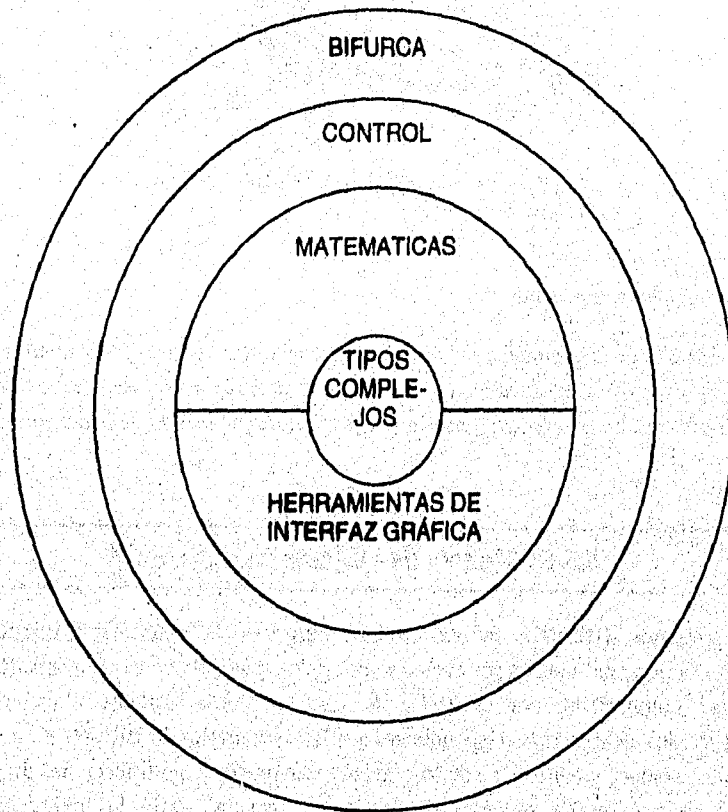 BIFURCA
CONTROL
MATEMATICAS
TIPOS
COMPLE-
JOS
HERRAMIENTAS DE
INTERFAZ GRÁFICA